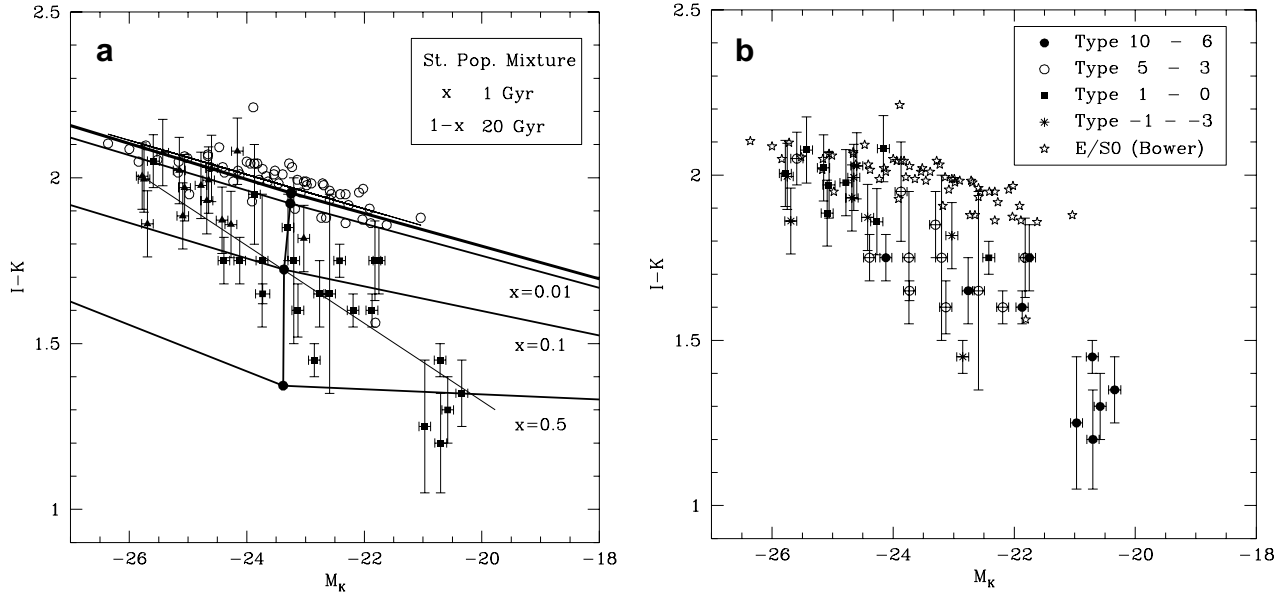 a
2.5
2
1.5
1
I−K
−26
−24
−22
−20
−18
M_K
St. Pop. Mixture
x 1 Gyr
1−x 20 Gyr
x=0.01
x=0.1
x=0.5
b
2.5
2
1.5
1
I−K
−26
−24
−22
−20
−18
M_K
Type 10 − 6
Type 5 − 3
Type 1 − 0
Type −1 − −3
E/S0 (Bower)